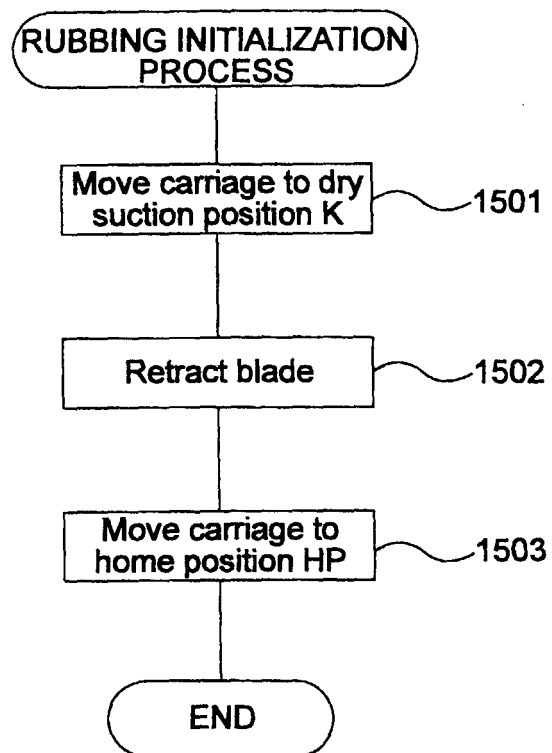 RUBBING INITIALIZATION
PROCESS
Move carriage to dry
suction position K
1501
Retract blade
1502
Move carriage to
home position HP
1503
END